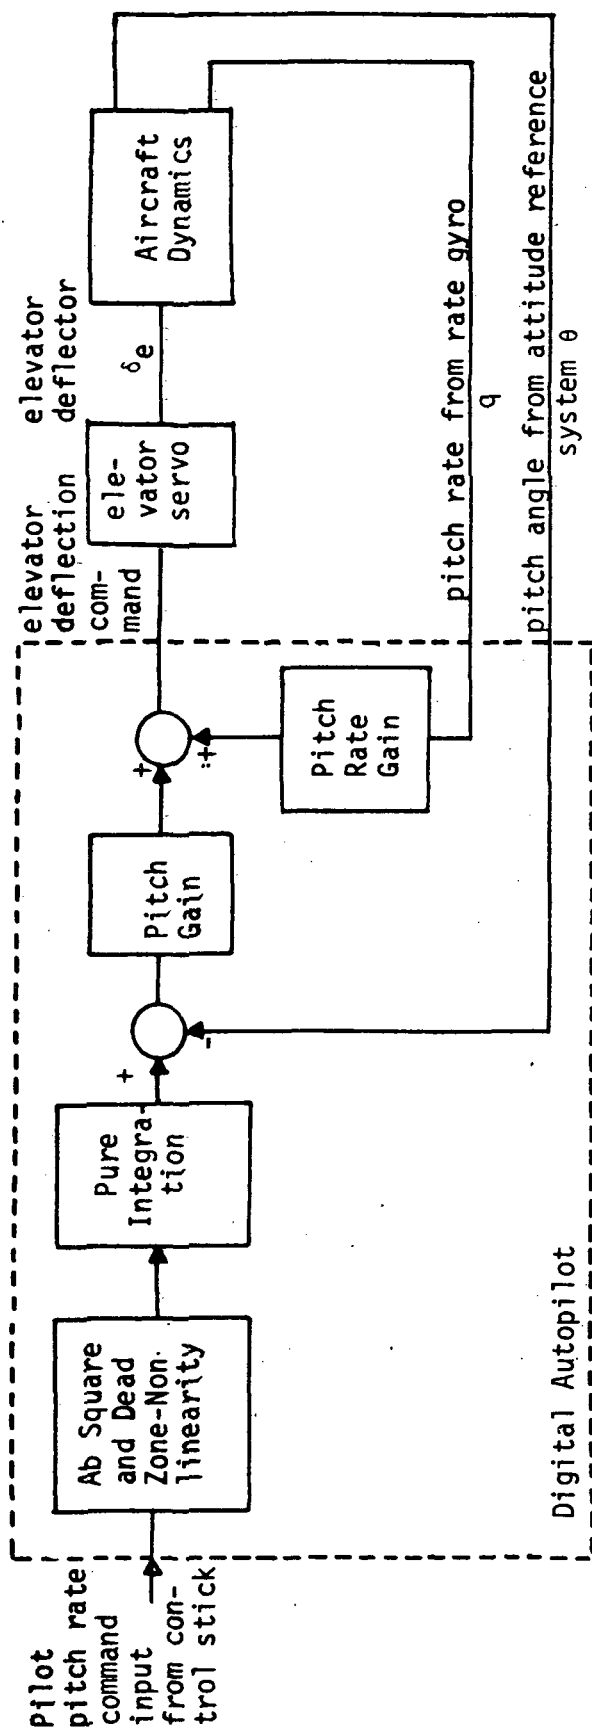 Pilot
pitch rate
command
input
from con-
trol stick
Ab Square
and Dead
Zone-Non.
linearity
Pure
Integra-
tion
+
-
Pitch
Gain
+
+
Pitch
Rate
Gain
elevator
deflection
com-
mand
ele-
vator
servo
elevator
deflector
δe
Aircraft
Dynamics
pitch rate from rate gyro
q
pitch angle from attitude reference
system θ
Digital Autopilot